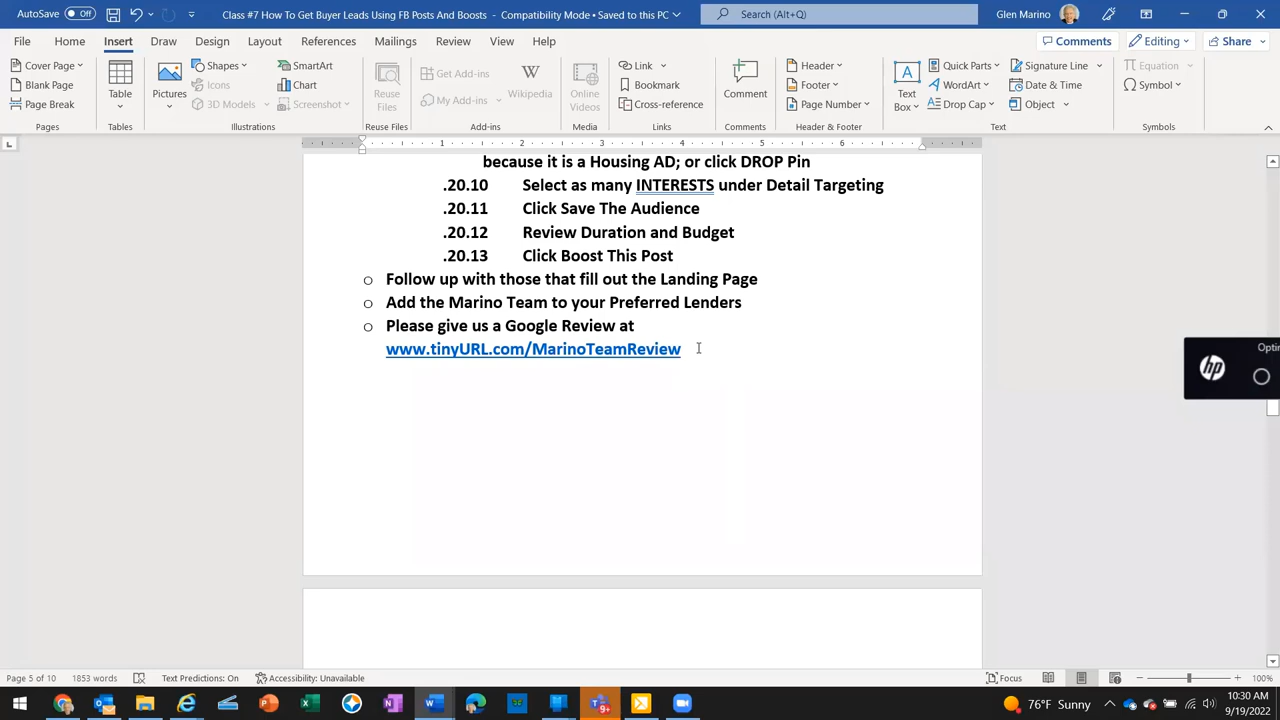 AutoSave Off Class #7 How To Get Buyer Leads Using FB Posts And Boosts - Compatibility Mode • Saved to this PC Search (Alt+Q) Glen Marino
File Home Insert Draw Design Layout References Mailings Review View Help Comments Editing Share
Cover Page
Blank Page
Page Break
Pages
Table
Tables
Pictures
Shapes
Icons
3D Models
SmartArt
Chart
Screenshot
Illustrations
Reuse Files
Reuse Files
Get Add-ins
My Add-ins
Wikipedia
Add-ins
Online Videos
Media
Link
Bookmark
Cross-reference
Links
Comment
Comments
Header
Footer
Page Number
Header & Footer
Text Box
Quick Parts
WordArt
Drop Cap
Signature Line
Date & Time
Object
Text
Equation
Symbol
Symbols
1 2 3 4 5 6
because it is a Housing AD; or click DROP Pin
.20.10 Select as many INTERESTS under Detail Targeting
.20.11 Click Save The Audience
.20.12 Review Duration and Budget
.20.13 Click Boost This Post
o Follow up with those that fill out the Landing Page
o Add the Marino Team to your Preferred Lenders
o Please give us a Google Review at
www.tinyURL.com/MarinoTeamReview
hp
Page 5 of 10 1853 words Text Predictions: On Accessibility: Unavailable Focus 100%
9+
76°F Sunny
10:30 AM
9/19/2022